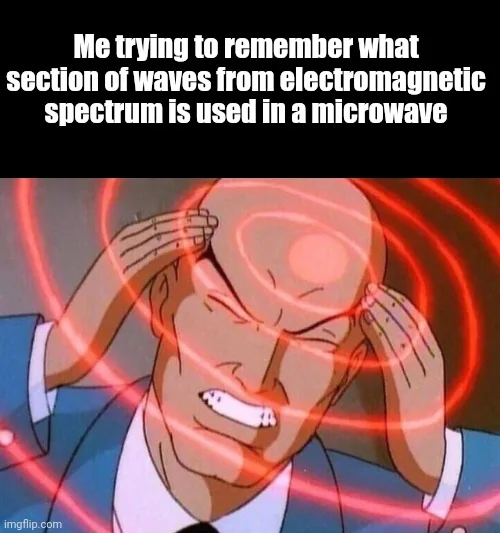 Me trying to remember what
section of waves from electromagnetic
spectrum is used in a microwave
imgflip.com